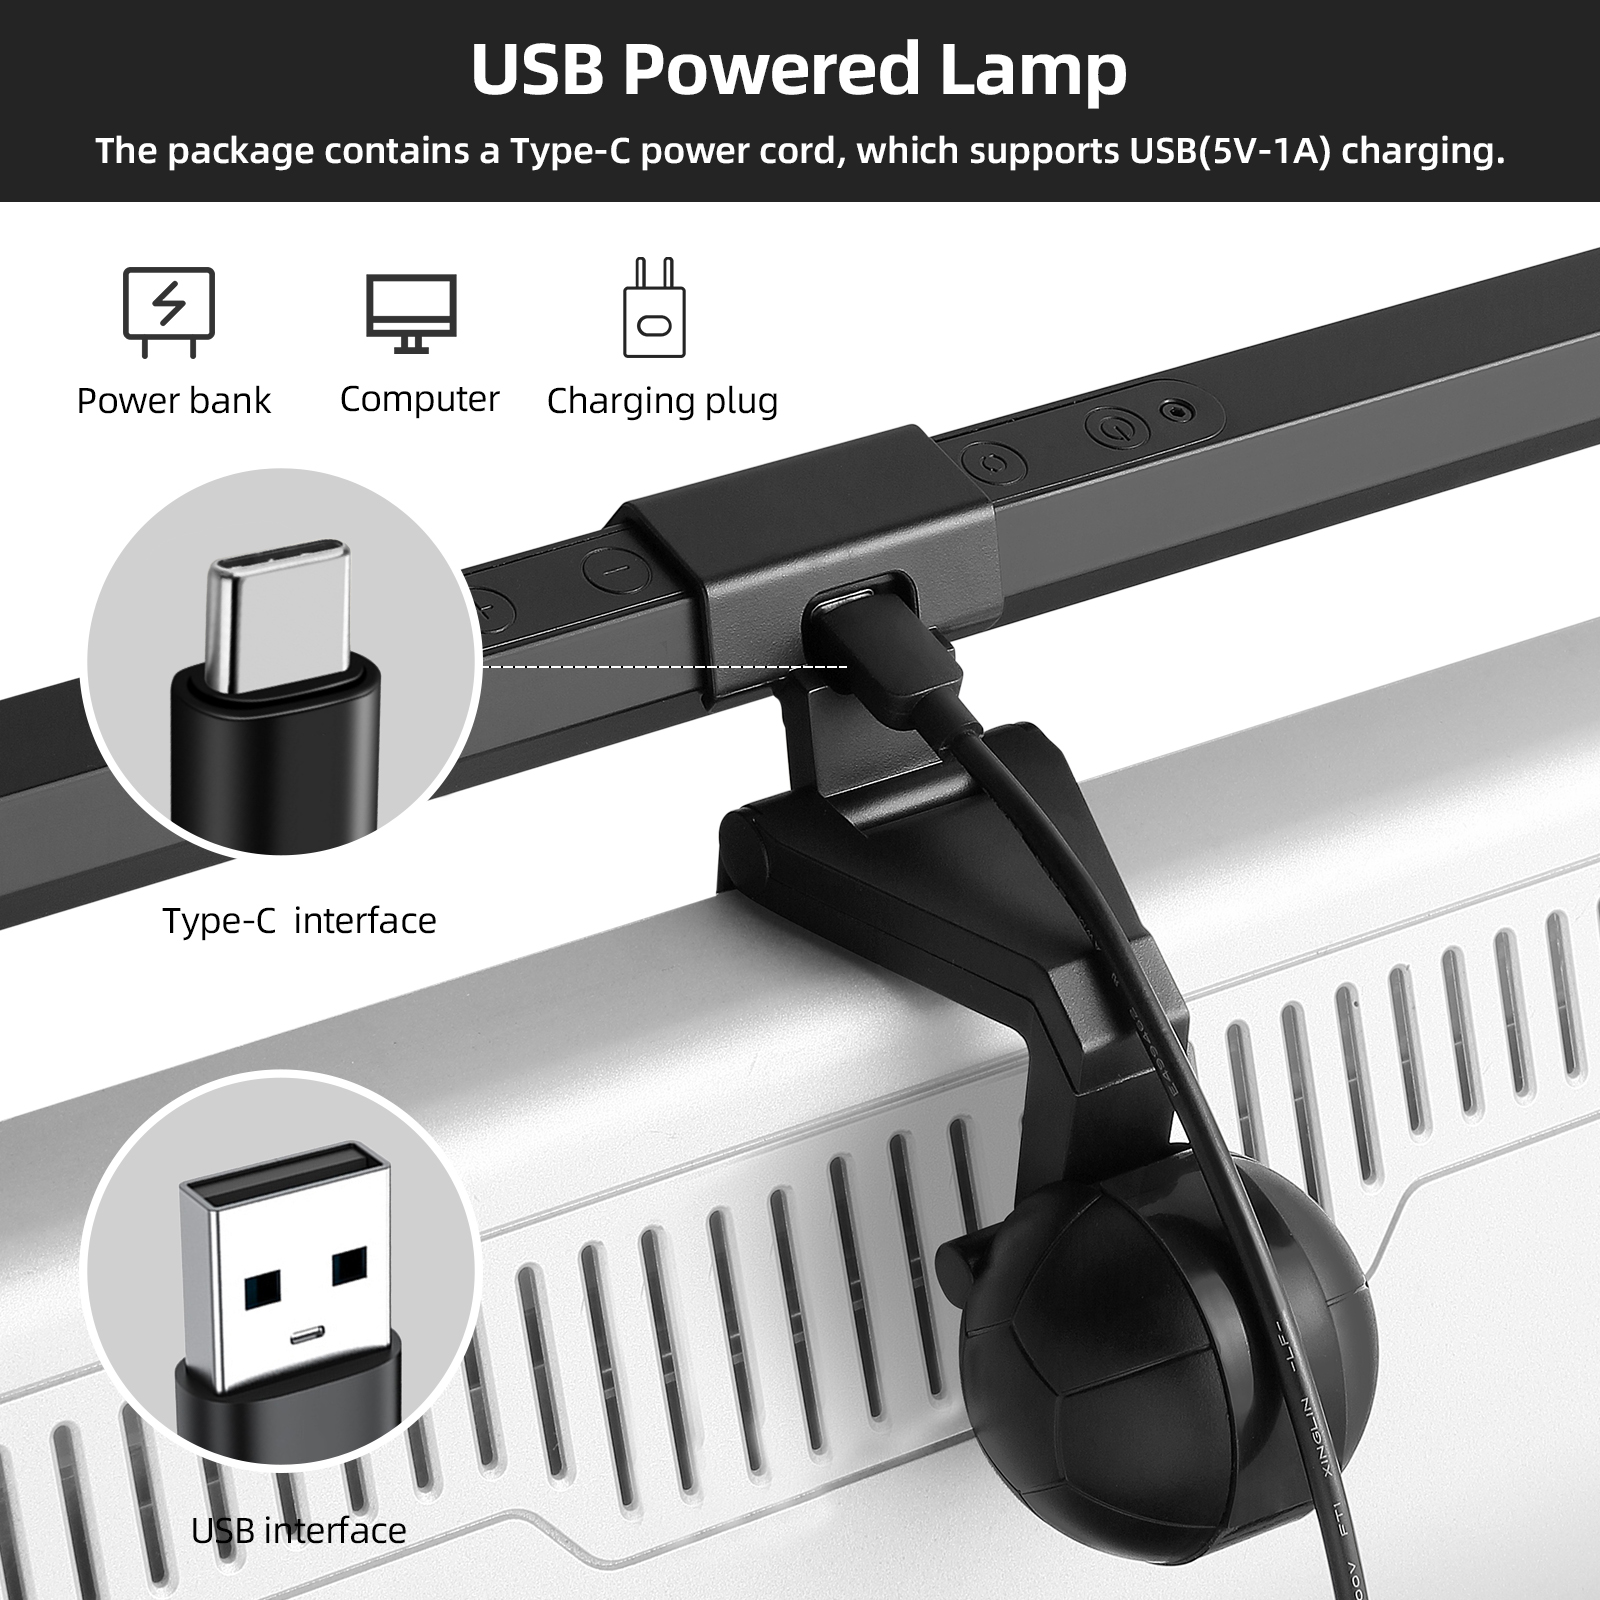 USB Powered Lamp
The package contains a Type-C power cord, which supports USB(5V-1A) charging.
Power bank
Computer
Charging plug
Type-C interface
USB interface
XINGLIN